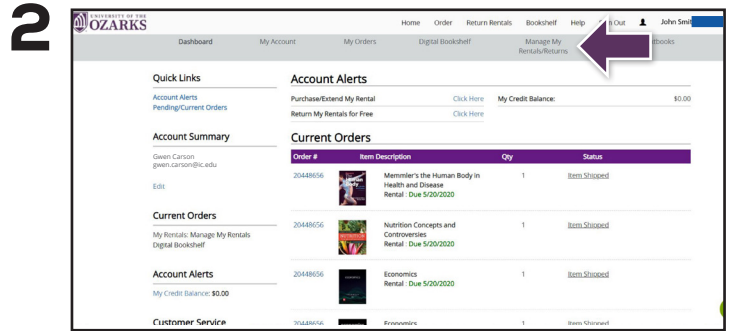 2
UNIVERSITY OF THE
OZARKS
Home Order Return Rentals Bookshelf Help Out John Smit
Dashboard My Account My Orders Digital Bookshelf Manage My
Rentals/Returns
Quick Links
Account Alerts
Pending/Current Orders
Account Summary
Gwen Carson
gwen.carson@ic.edu
Edit
Current Orders
My Rentals: Manage My Rentals
Digital Bookshelf
Account Alerts
My Credit Balance: $0.00
Customer Service
Account Alerts
Purchase/Extend My Rental Click Here My Credit Balance: $0.00
Return My Rentals for Free Click Here
Current Orders
Order # Item Description Qty Status
20448656 Memmler's the Human Body in 1 Item Shipped
Health and Disease
Rental : Due 5/20/2020
20448656 Nutrition Concepts and 1 Item Shipped
Controversies
Rental : Due 5/20/2020
20448656 Economics 1 Item Shipped
Rental : Due 5/20/2020
20448656 Economics 1 Item Shipped